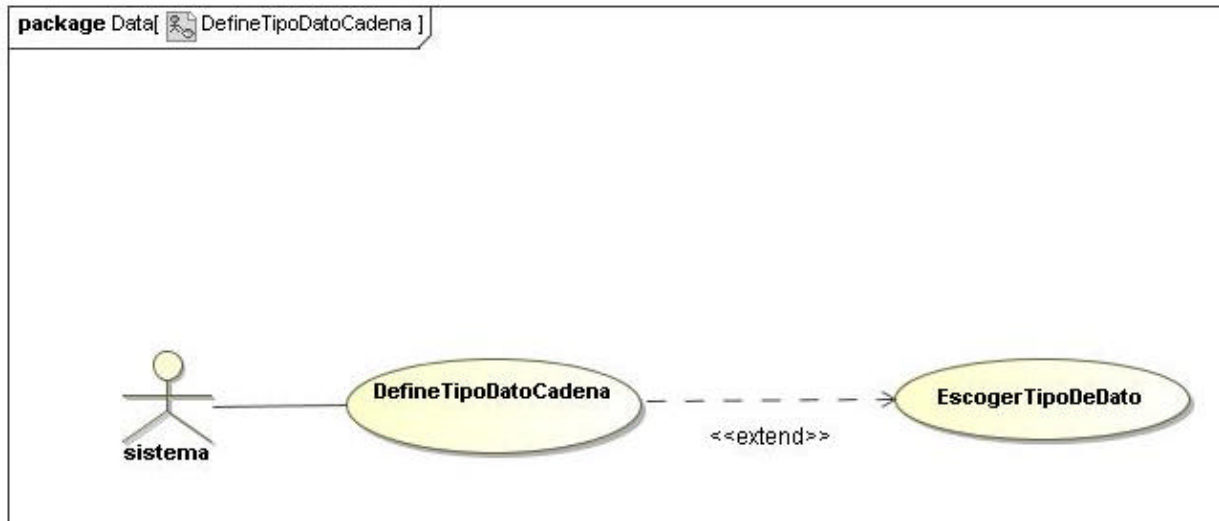 package Data[ DefineTipoDatoCadena ]
DefineTipoDatoCadena
EscogerTipoDeDato
<<extend>>
sistema